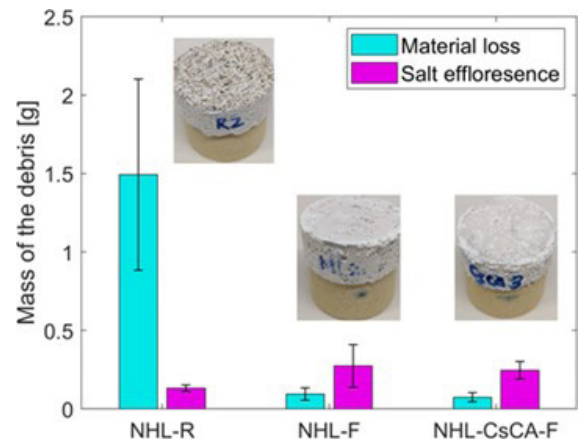 2.5
2
1.5
1
0.5
0
Mass of the debris [g]
Material loss
Salt effloresence
R2
NHL-R
NHL-F
NHL-CsCA-F